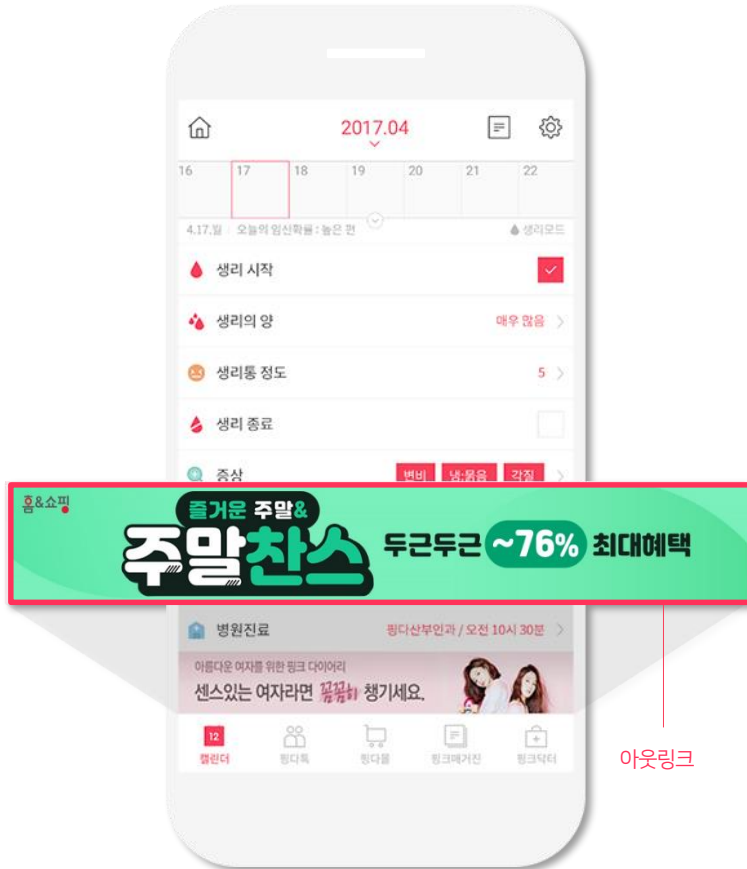 2017.04
16 17 18 19 20 21 22
4.17.월 / 오늘의 임신확률 : 높은 편 생리모드
생리 시작
생리의 양 매우 많음
생리통 정도 5
생리 종료
증상 변비 냉:묽음 각질
홈&쇼핑
즐거운 주말&
주말찬스 두근두근 ~76% 최대혜택
병원진료 핑다산부인과 / 오전 10시 30분
아름다운 여자를 위한 핑크 다이어리
센스있는 여자라면 꼼꼼히 챙기세요.
12
캘린더 핑다톡 핑다몰 핑크매거진 핑크닥터
아웃링크